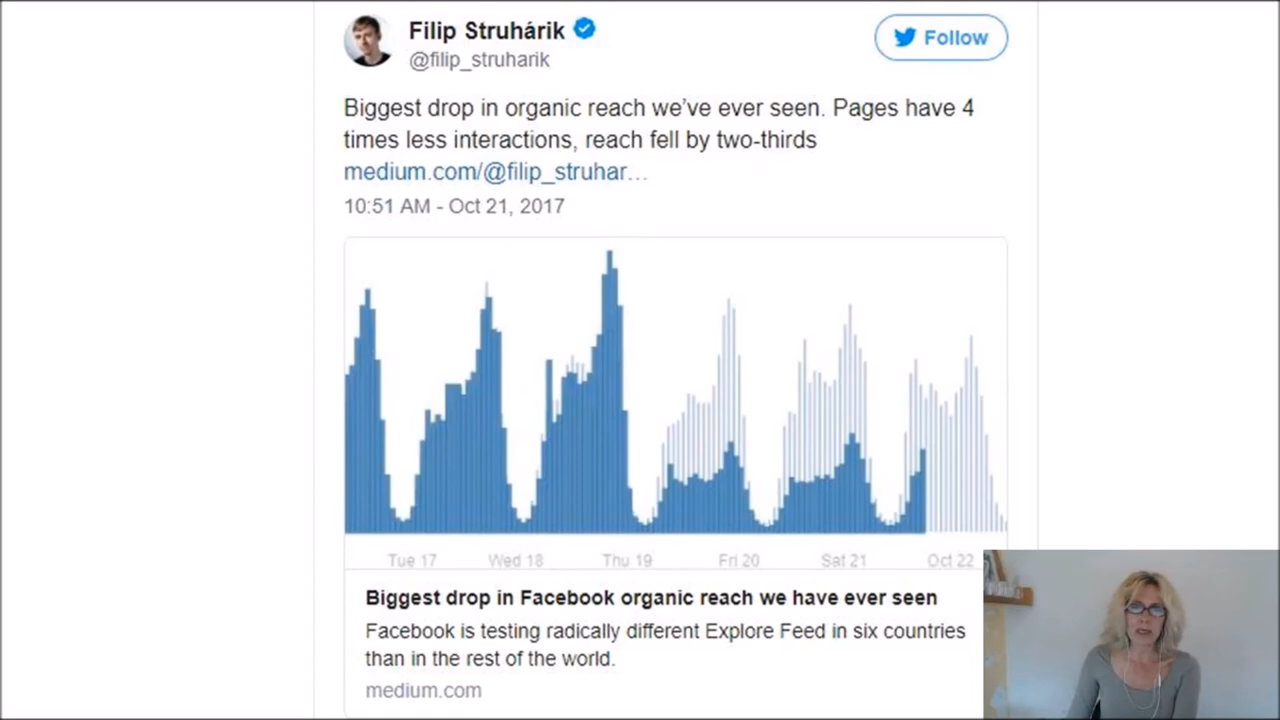 Filip Struhárik
@filip_struharik
Follow
Biggest drop in organic reach we've ever seen. Pages have 4
times less interactions, reach fell by two-thirds
medium.com/@filip_struhar…
10:51 AM - Oct 21, 2017
Tue 17 Wed 18 Thu 19 Fri 20 Sat 21 Oct 22
Biggest drop in Facebook organic reach we have ever seen
Facebook is testing radically different Explore Feed in six countries
than in the rest of the world.
medium.com